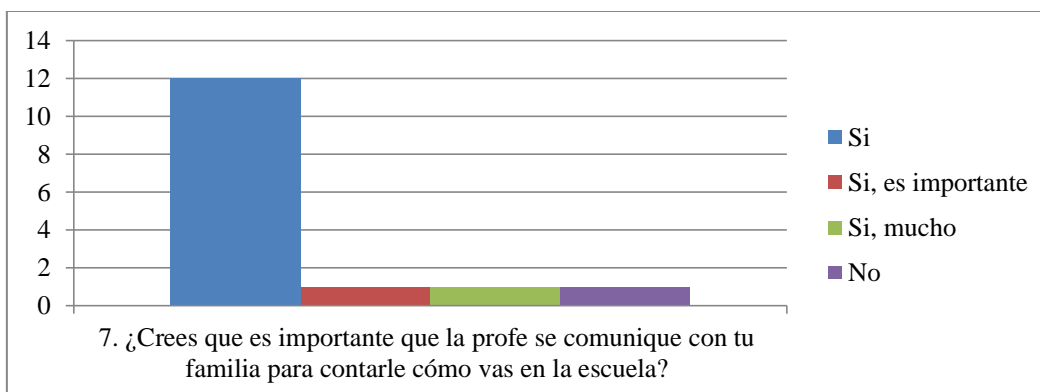 14
12
10
8
6
4
2
0
7. ¿Crees que es importante que la profe se comunique con tu
familia para contarle cómo vas en la escuela?
Si
Si, es importante
Si, mucho
No